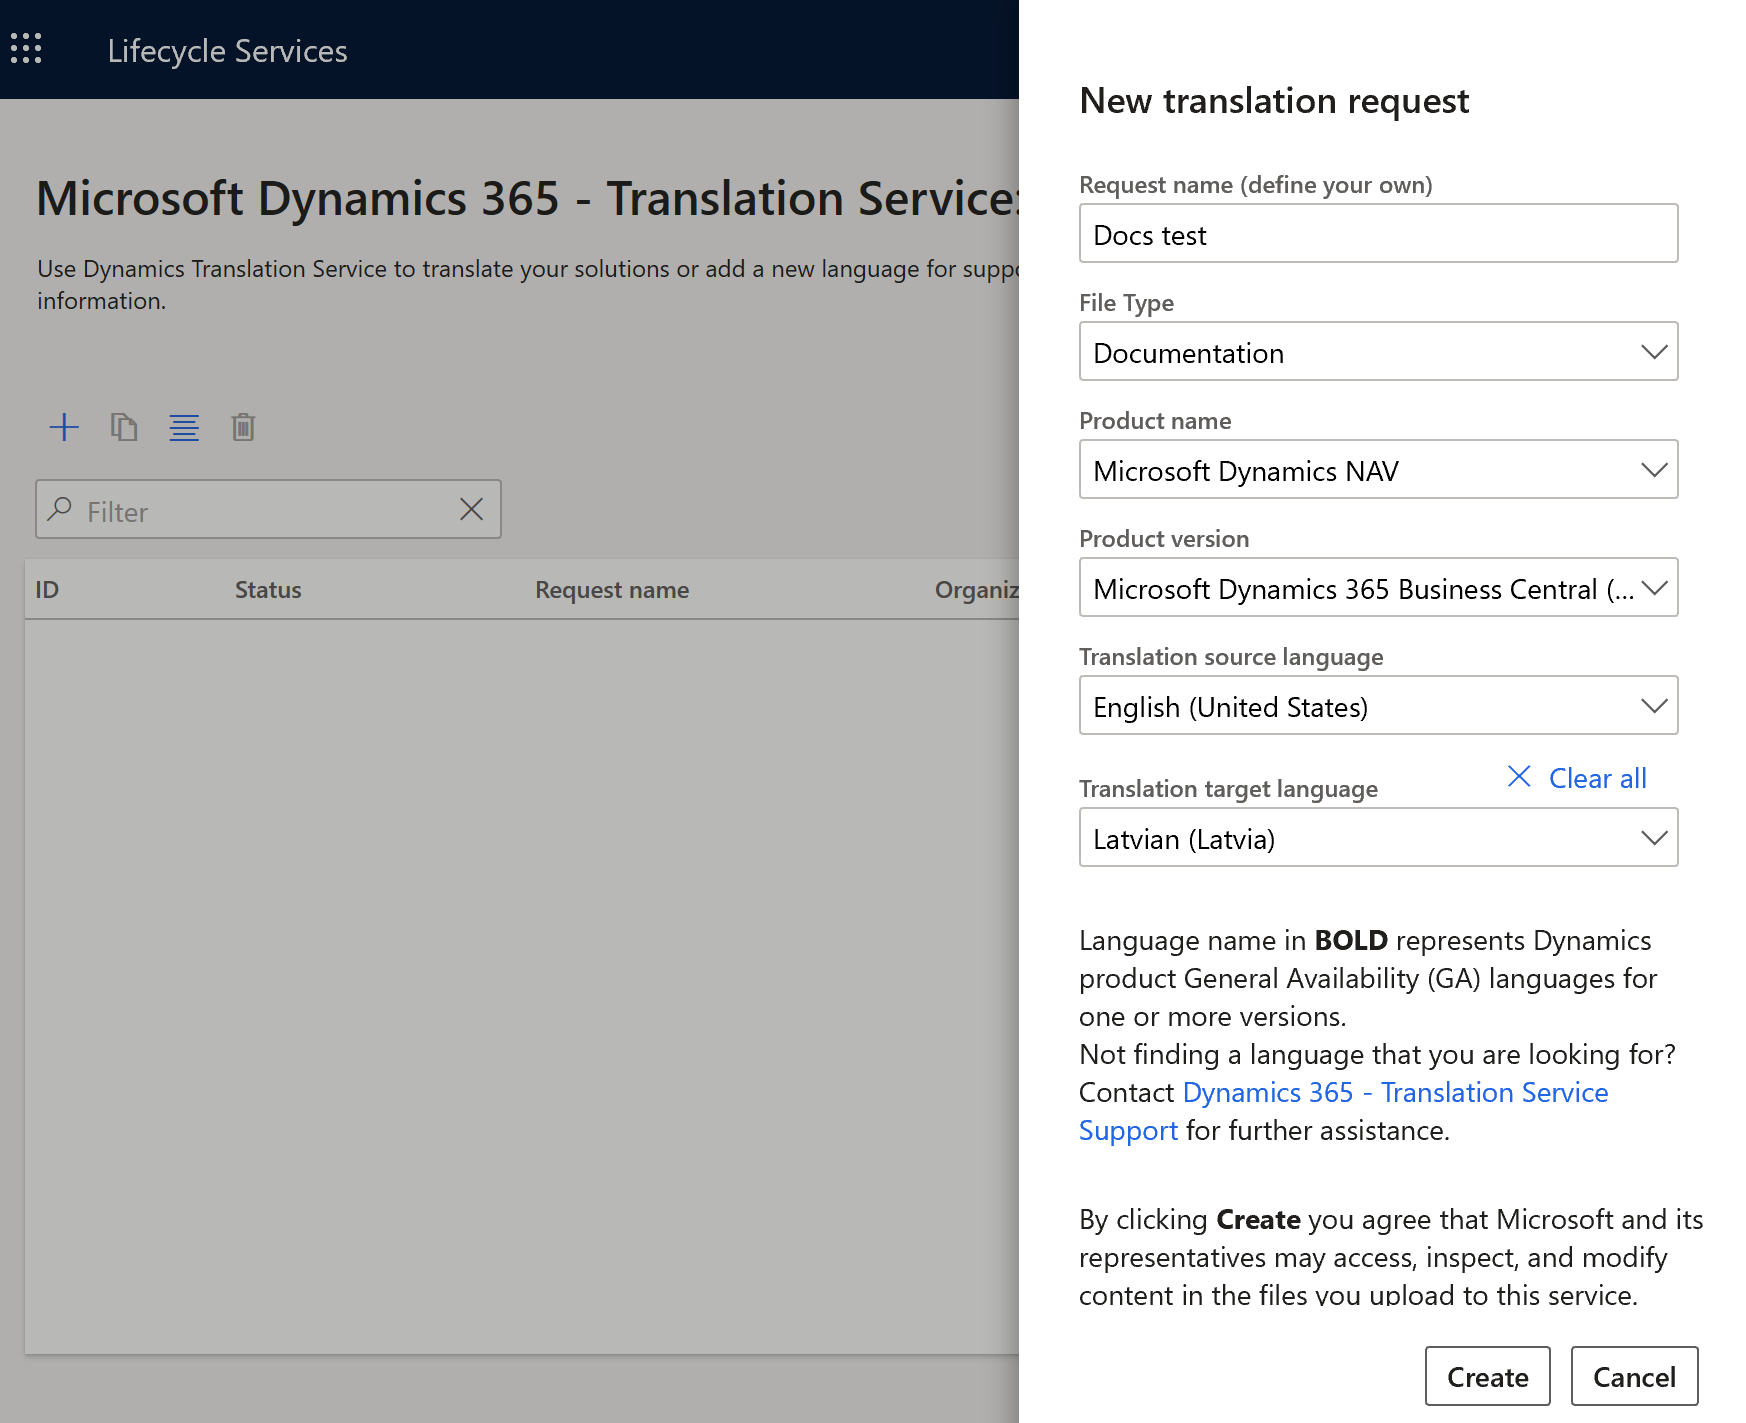 Lifecycle Services
Microsoft Dynamics 365 - Translation Service:
Use Dynamics Translation Service to translate your solutions or add a new language for suppo
information.
Filter
ID Status Request name Organiz
New translation request
Request name (define your own)
Docs test
File Type
Documentation
Product name
Microsoft Dynamics NAV
Product version
Microsoft Dynamics 365 Business Central (...
Translation source language
English (United States)
Clear all
Translation target language
Latvian (Latvia)
Language name in BOLD represents Dynamics
product General Availability (GA) languages for
one or more versions.
Not finding a language that you are looking for?
Contact Dynamics 365 - Translation Service
Support for further assistance.
By clicking Create you agree that Microsoft and its
representatives may access, inspect, and modify
content in the files you upload to this service.
Create Cancel